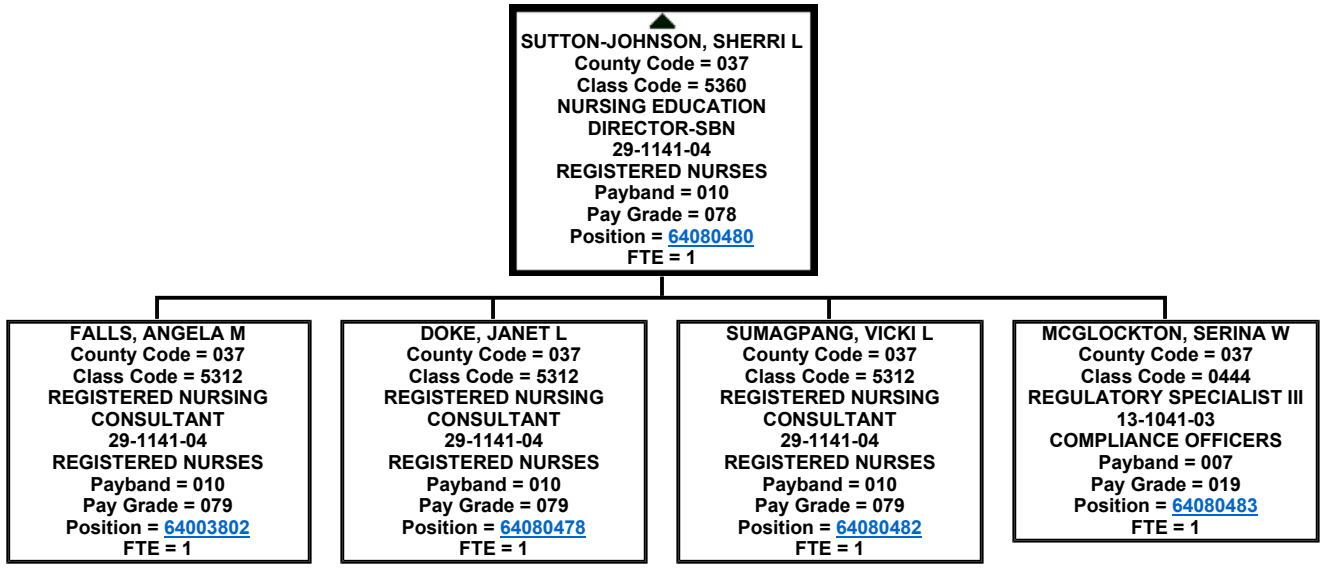 SUTTON-JOHNSON, SHERRI L
County Code = 037
Class Code = 5360
NURSING EDUCATION
DIRECTOR-SBN
29-1141-04
REGISTERED NURSES
Payband = 010
Pay Grade = 078
Position = 64080480
FTE = 1
FALLS, ANGELA M
County Code = 037
Class Code = 5312
REGISTERED NURSING
CONSULTANT
29-1141-04
REGISTERED NURSES
Payband = 010
Pay Grade = 079
Position = 64003802
FTE = 1
DOKE, JANET L
County Code = 037
Class Code = 5312
REGISTERED NURSING
CONSULTANT
29-1141-04
REGISTERED NURSES
Payband = 010
Pay Grade = 079
Position = 64080478
FTE = 1
SUMAGPANG, VICKI L
County Code = 037
Class Code = 5312
REGISTERED NURSING
CONSULTANT
29-1141-04
REGISTERED NURSES
Payband = 010
Pay Grade = 079
Position = 64080482
FTE = 1
MCGLOCKTON, SERINA W
County Code = 037
Class Code = 0444
REGULATORY SPECIALIST III
13-1041-03
COMPLIANCE OFFICERS
Payband = 007
Pay Grade = 019
Position = 64080483
FTE = 1